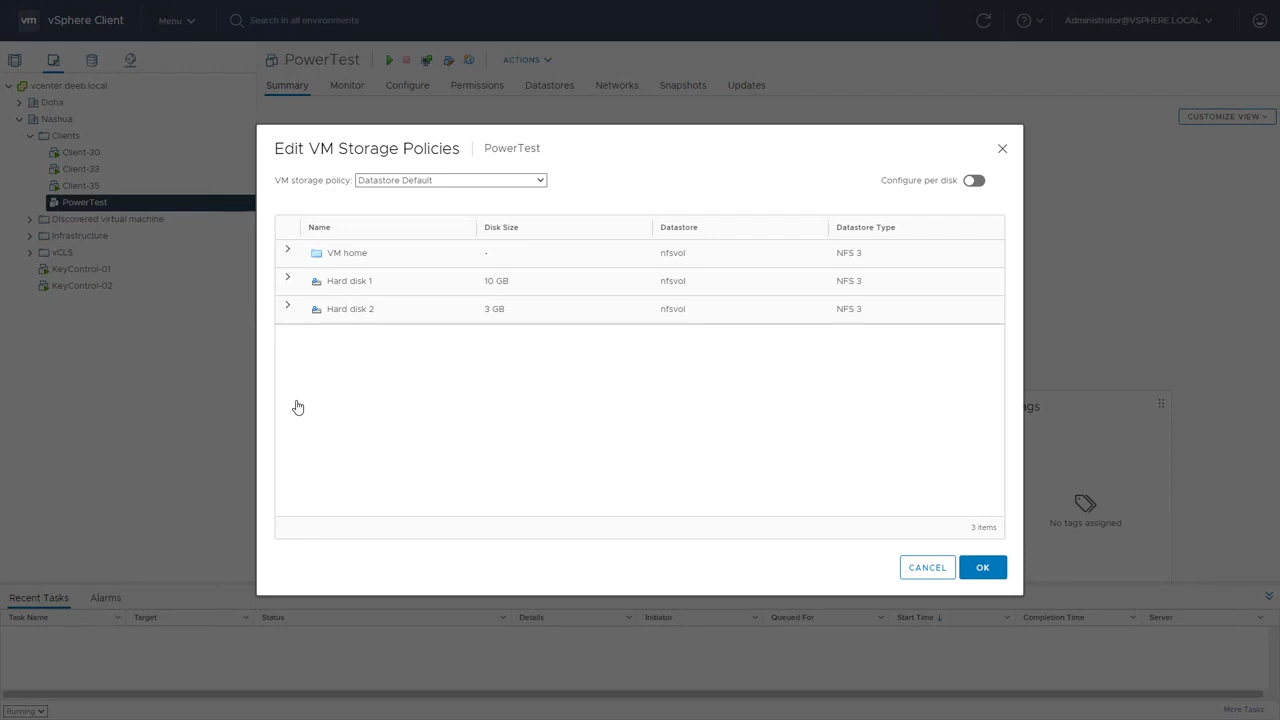 vm vSphere Client Menu Search in all environments Administrator@VSPHERE.LOCAL
PowerTest ACTIONS
vcenter.deeb.local
Summary Monitor Configure Permissions Datastores Networks Snapshots Updates
Doha
Nashua
CUSTOMIZE VIEW
Clients
Client-30
Client-33
Client-35
PowerTest
Discovered virtual machine
Infrastructure
vCLS
KeyControl-01
KeyControl-02
Edit VM Storage Policies PowerTest
VM storage policy: Datastore Default Configure per disk
Name Disk Size Datastore Datastore Type
VM home - nfsvol NFS 3
Hard disk 1 10 GB nfsvol NFS 3
Hard disk 2 3 GB nfsvol NFS 3
3 items
CANCEL OK
ags
No tags assigned
Recent Tasks Alarms
Task Name Target Status Details Initiator Queued For Start Time Completion Time Server
Running More Tasks